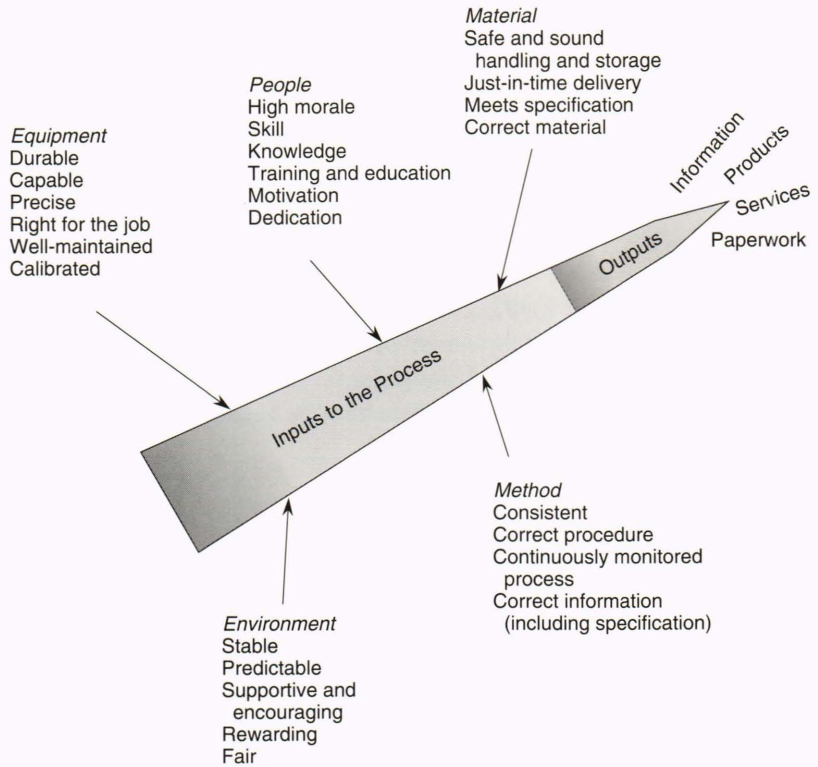 Material
Safe and sound
handling and storage
Just-in-time delivery
Meets specification
Correct material
People
High morale
Skill
Knowledge
Training and education
Motivation
Dedication
Equipment
Durable
Capable
Precise
Right for the job
Well-maintained
Calibrated
Information
Products
Services
Paperwork
Outputs
Inputs to the Process
Method
Consistent
Correct procedure
Continuously monitored
process
Correct information
(including specification)
Environment
Stable
Predictable
Supportive and
encouraging
Rewarding
Fair